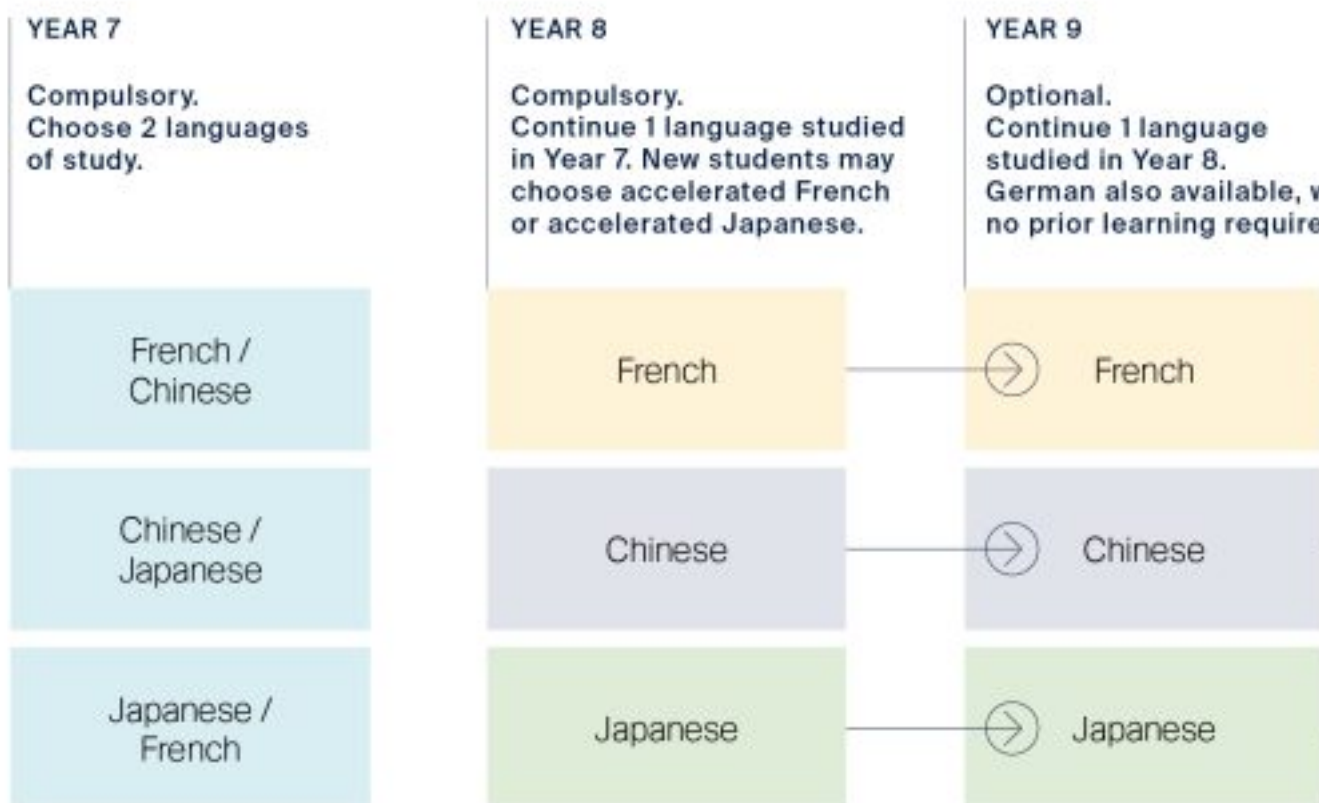 YEAR 7
Compulsory.
Choose 2 languages
of study.
YEAR 8
Compulsory.
Continue 1 language studied
in Year 7. New students may
choose accelerated French
or accelerated Japanese.
YEAR 9
Optional.
Continue 1 language
studied in Year 8.
German also available,
no prior learning
French /
Chinese
French
French
Chinese /
Japanese
Chinese
Chinese
Japanese /
French
Japanese
Japanese